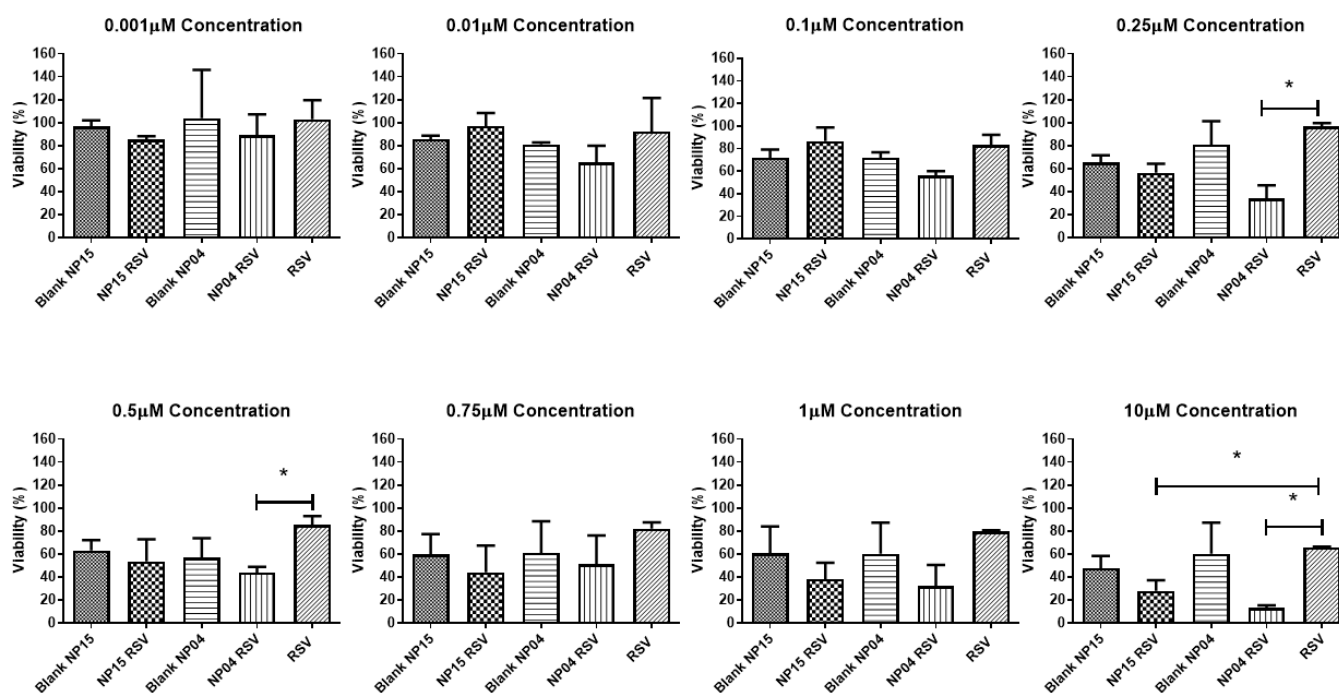 0.001μM Concentration
Viability (%)
160
140
120
100
80
60
40
20
0
Blank NP15
NP15 RSV
Blank NP04
NP04 RSV
RSV
0.01μM Concentration
Viability (%)
160
140
120
100
80
60
40
20
0
Blank NP15
NP15 RSV
Blank NP04
NP04 RSV
RSV
0.1μM Concentration
Viability (%)
160
140
120
100
80
60
40
20
0
Blank NP15
NP15 RSV
Blank NP04
NP04 RSV
RSV
0.25μM Concentration
Viability (%)
160
140
120
100
80
60
40
20
0
*
Blank NP15
NP15 RSV
Blank NP04
NP04 RSV
RSV
0.5μM Concentration
Viability (%)
160
140
120
100
80
60
40
20
0
*
Blank NP15
NP15 RSV
Blank NP04
NP04 RSV
RSV
0.75μM Concentration
Viability (%)
160
140
120
100
80
60
40
20
0
Blank NP15
NP15 RSV
Blank NP04
NP04 RSV
RSV
1μM Concentration
Viability (%)
160
140
120
100
80
60
40
20
0
Blank NP15
NP15 RSV
Blank NP04
NP04 RSV
RSV
10μM Concentration
Viability (%)
160
140
120
100
80
60
40
20
0
*
*
Blank NP15
NP15 RSV
Blank NP04
NP04 RSV
RSV